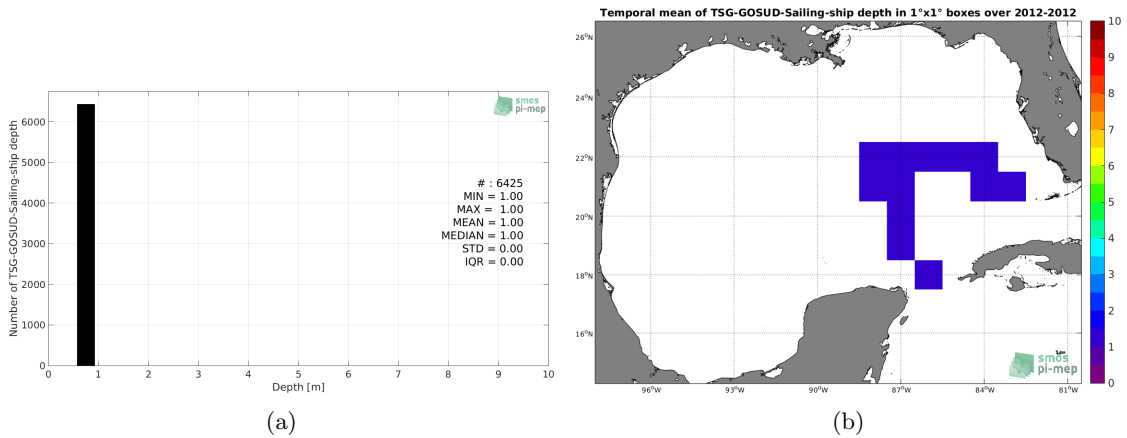 Temporal mean of TSG-GOSUD-Sailing-ship depth in 1°x1° boxes over 2012-2012
smos
pi-mep
Number of TSG-GOSUD-Sailing-ship depth
6000
5000
4000
3000
2000
1000
0
# : 6425
MIN = 1.00
MAX = 1.00
MEAN = 1.00
MEDIAN = 1.00
STD = 0.00
IQR = 0.00
0 1 2 3 4 5 6 7 8 9 10
Depth [m]
(a)
26°N
24°N
22°N
20°N
18°N
16°N
96°W 93°W 90°W 87°W 84°W 81°W
smos
pi-mep
10
9
8
7
6
5
4
3
2
1
0
(b)